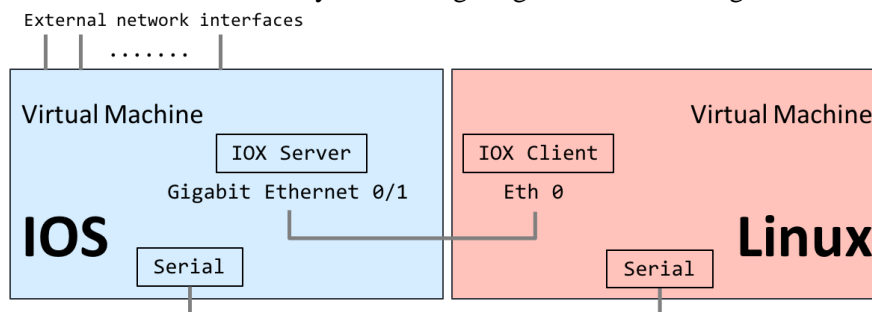 External network interfaces
.......
Virtual Machine
IOX Server
Gigabit Ethernet 0/1
IOS
Serial
Virtual Machine
IOX Client
Eth 0
Linux
Serial